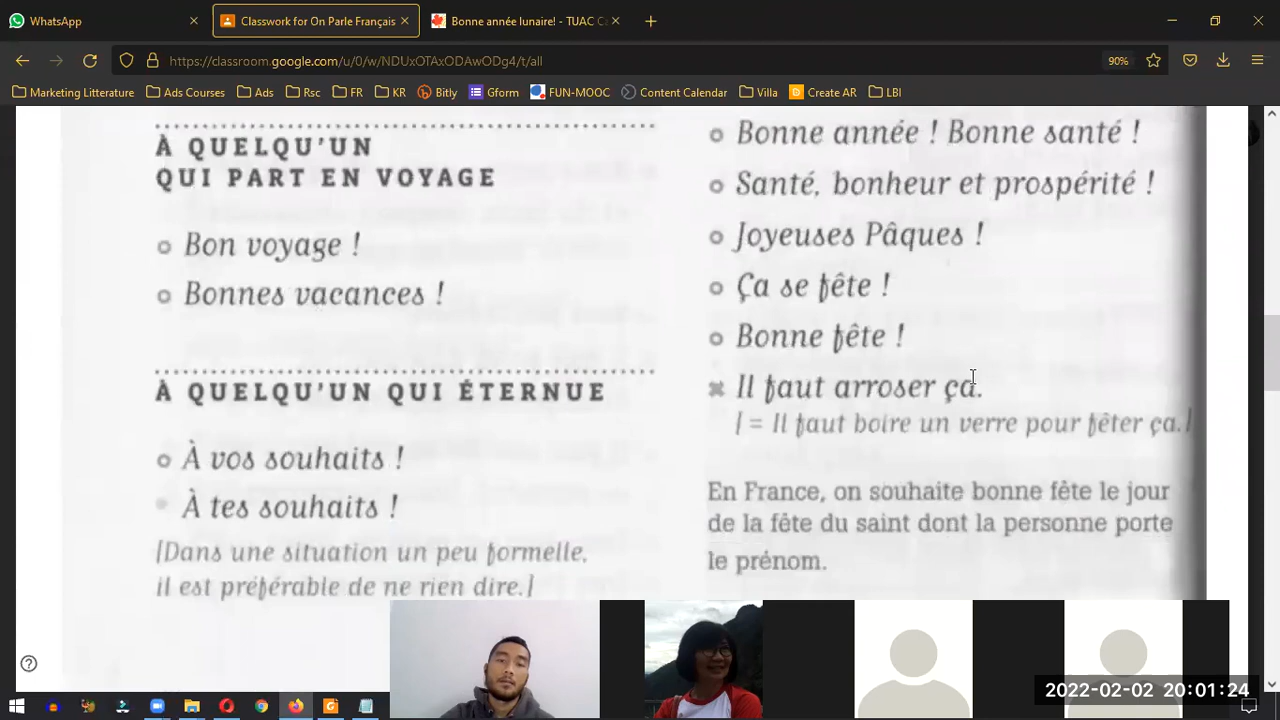 WhatsApp
Classwork for On Parle Français
Bonne année lunaire! - TUAC C
https://classroom.google.com/u/0/w/NDUxOTAxODAwODg4/t/all
90%
Marketing Litterature
Ads Courses
Ads
Rsc
FR
KR
Bitly
Gform
FUN-MOOC
Content Calendar
Villa
Create AR
LBI
À QUELQU'UN
QUI PART EN VOYAGE
Bon voyage !
Bonnes vacances !
À QUELQU'UN QUI ÉTERNUE
À vos souhaits !
À tes souhaits !
[Dans une situation un peu formelle,
il est préférable de ne rien dire.]
Bonne année ! Bonne santé !
Santé, bonheur et prospérité !
Joyeuses Pâques !
Ça se fête !
Bonne fête !
Il faut arroser ça.
[ = Il faut boire un verre pour fêter ça.]
En France, on souhaite bonne fête le jour
de la fête du saint dont la personne porte
le prénom.
2022-02-02 20:01:24